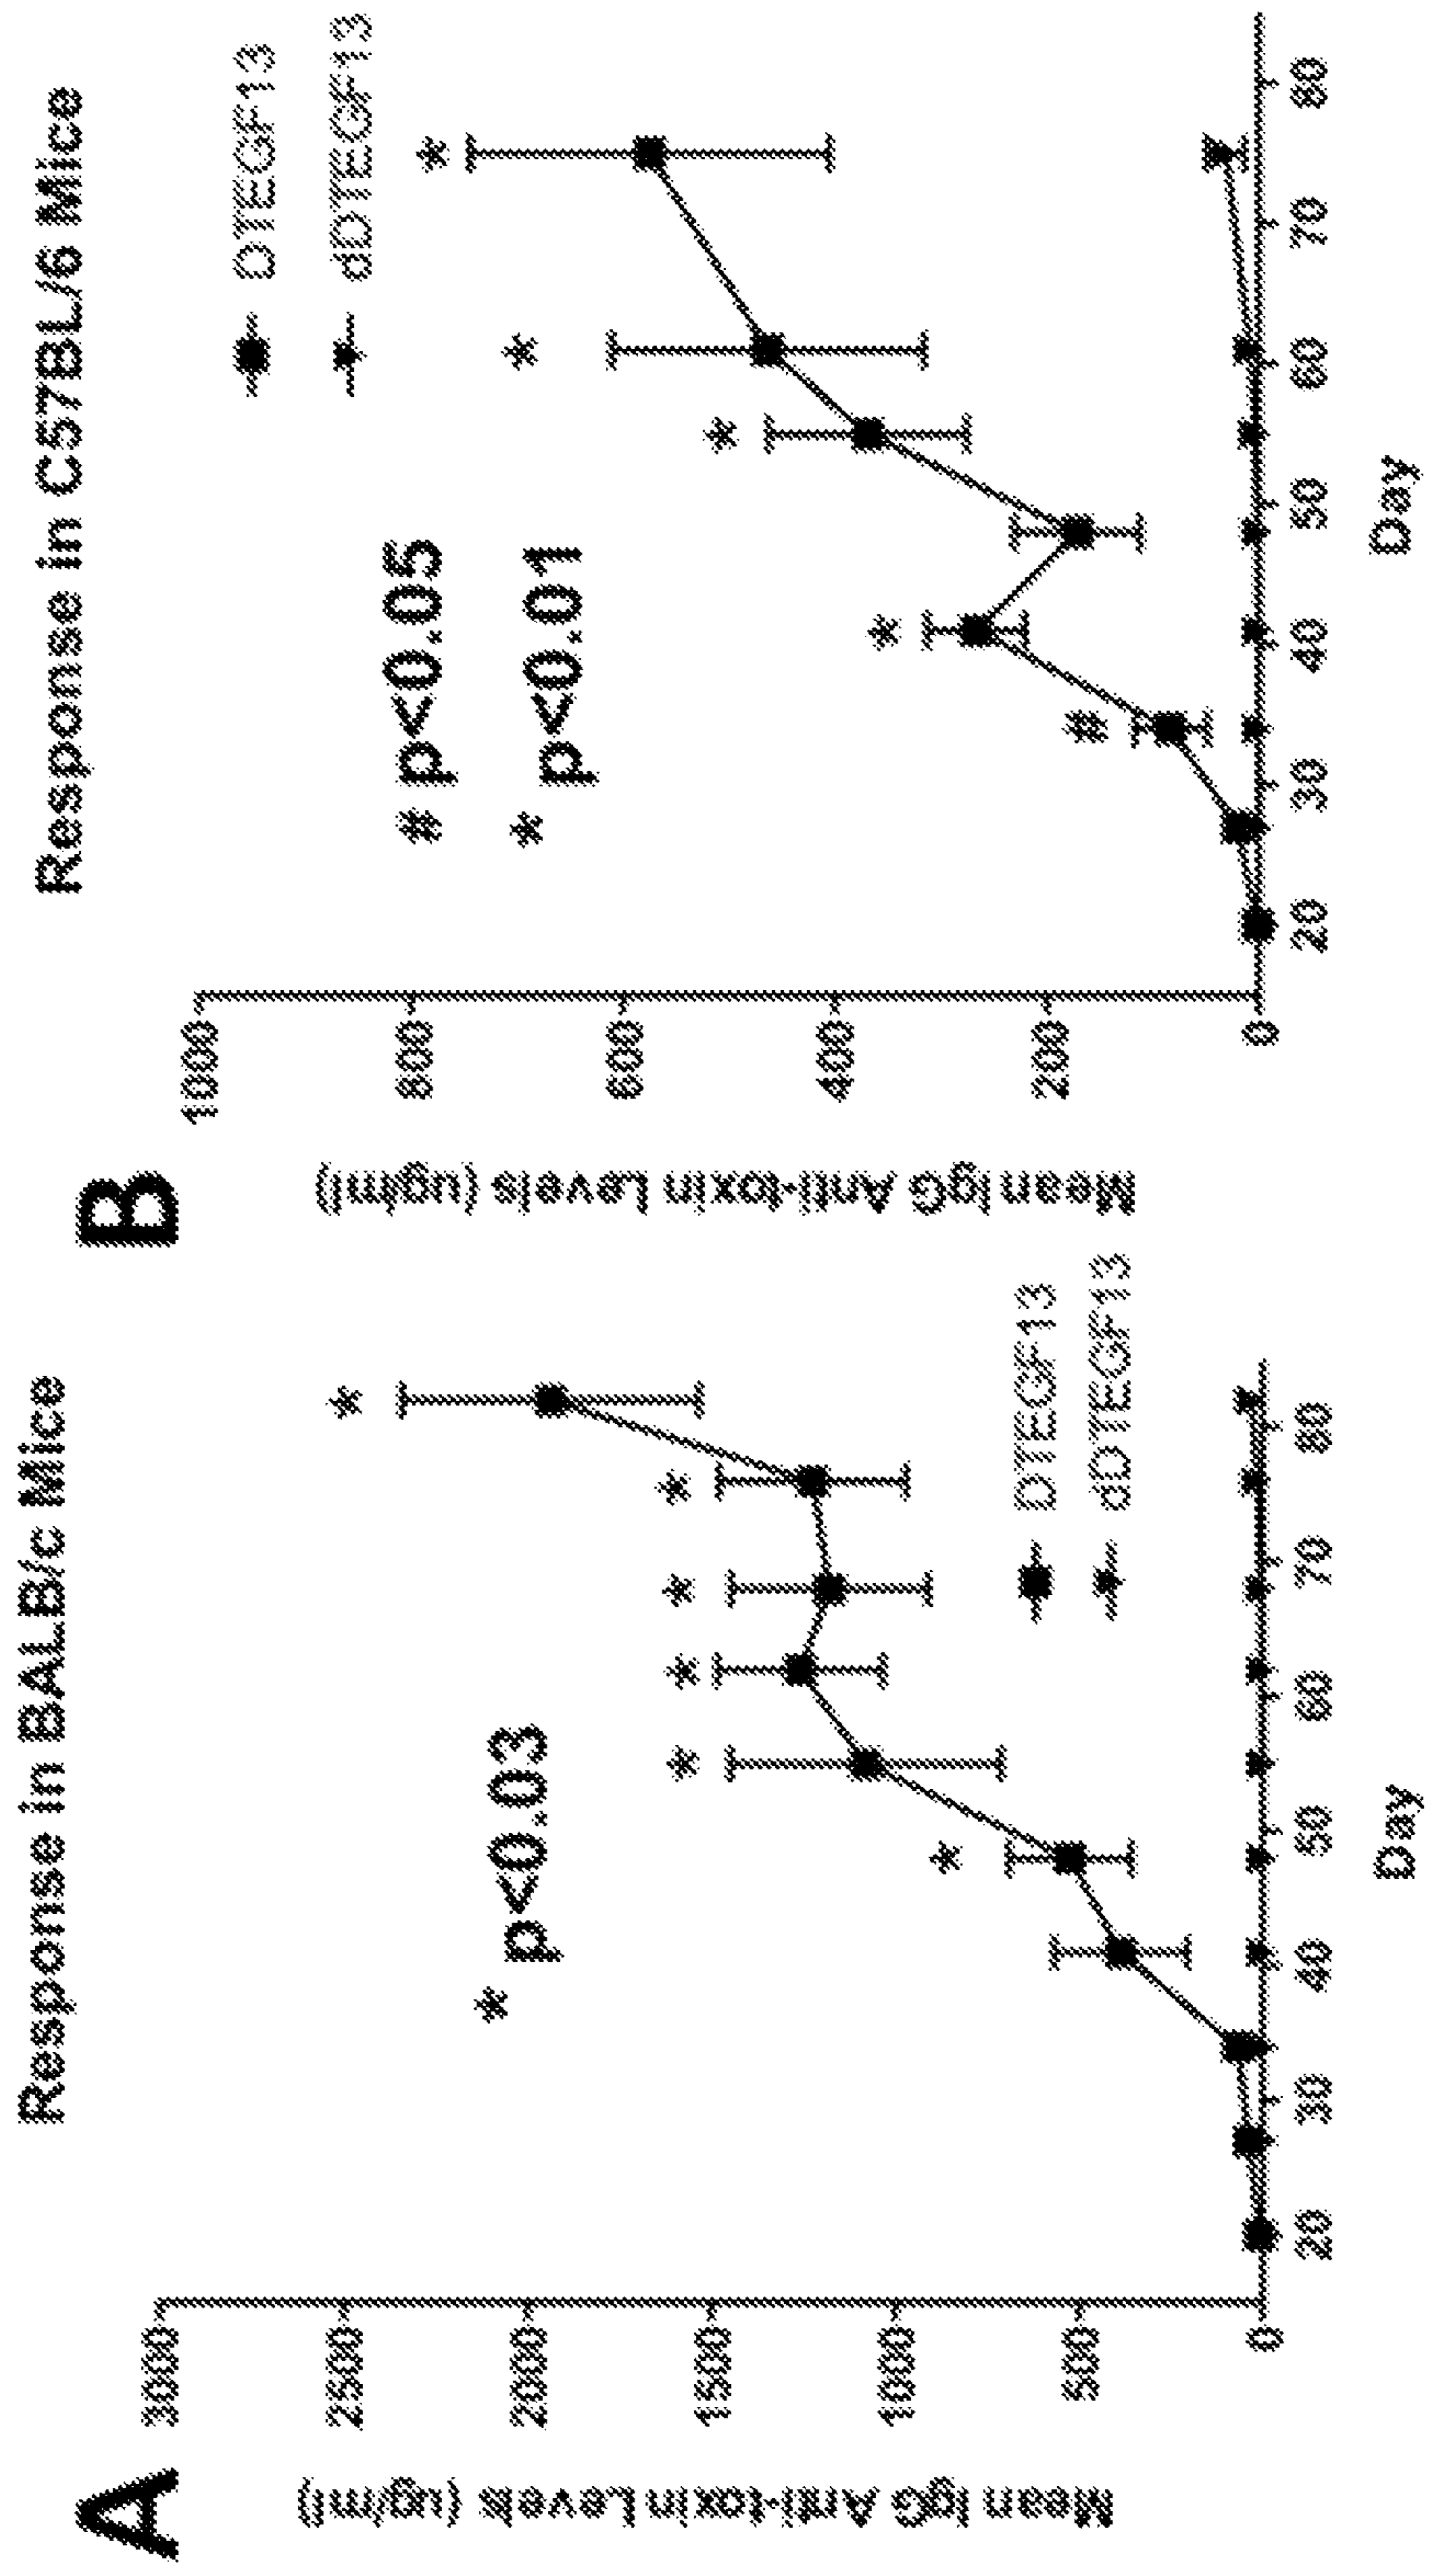 A
Response in BALB/c Mice
Mean IgG Anti-toxin Levels (ug/ml)
3000
2500
2000
1500
1000
500
0
* p<0.03
* * * * * *
DTEGF13
dDTEGF13
20 30 40 50 60 70 80
Day
B
Response in C57BL/6 Mice
Mean IgG Anti-toxin Levels (ug/ml)
1000
800
600
400
200
0
# p<0.05
* p<0.01
# * * * *
DTEGF13
dDTEGF13
20 30 40 50 60 70 80
Day